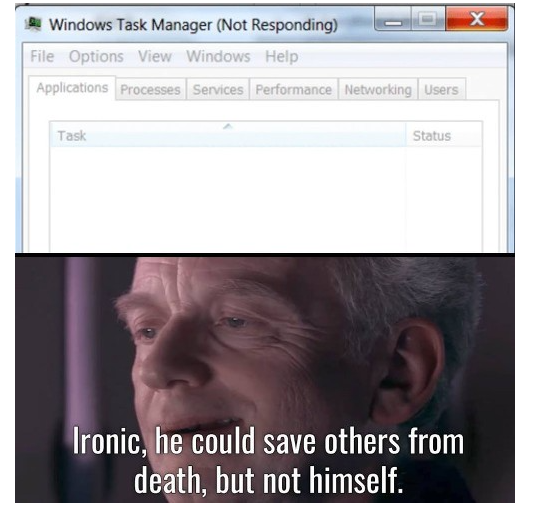 Windows Task Manager (Not Responding)
File Options View Windows Help
Applications Processes Services Performance Networking Users
Task Status
Ironic, he could save others from
death, but not himself.